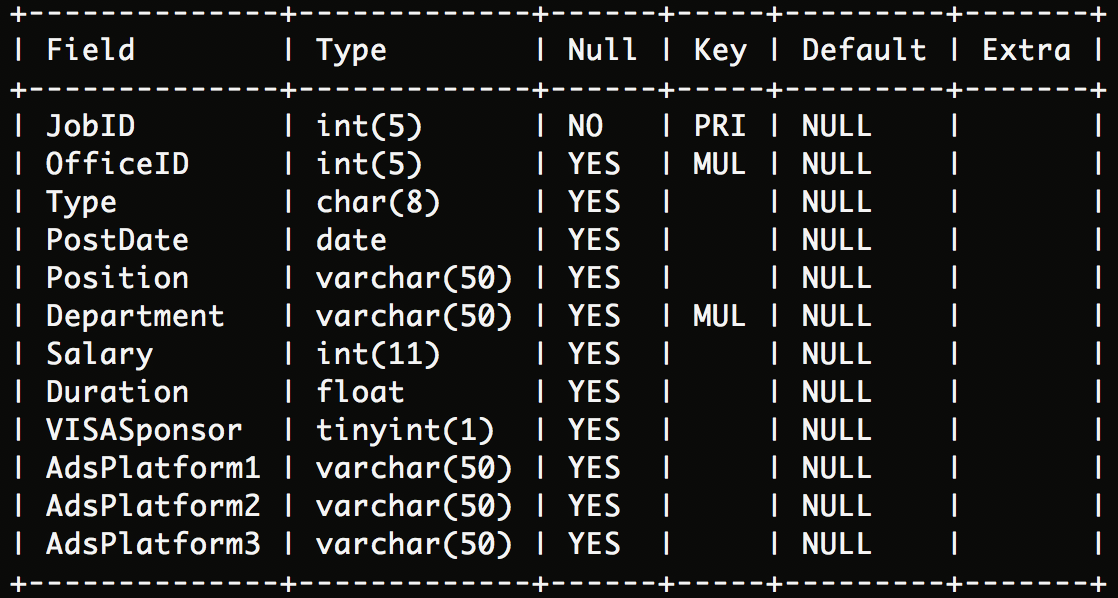 +--------------+-------------+------+-----+---------+-------+
| Field        | Type        | Null | Key | Default | Extra |
+--------------+-------------+------+-----+---------+-------+
| JobID        | int(5)      | NO   | PRI | NULL    |       |
| OfficeID     | int(5)      | YES  | MUL | NULL    |       |
| Type         | char(8)     | YES  |     | NULL    |       |
| PostDate     | date        | YES  |     | NULL    |       |
| Position     | varchar(50) | YES  |     | NULL    |       |
| Department   | varchar(50) | YES  | MUL | NULL    |       |
| Salary       | int(11)     | YES  |     | NULL    |       |
| Duration     | float       | YES  |     | NULL    |       |
| VISASponsor  | tinyint(1)  | YES  |     | NULL    |       |
| AdsPlatform1 | varchar(50) | YES  |     | NULL    |       |
| AdsPlatform2 | varchar(50) | YES  |     | NULL    |       |
| AdsPlatform3 | varchar(50) | YES  |     | NULL    |       |
+--------------+-------------+------+-----+---------+-------+